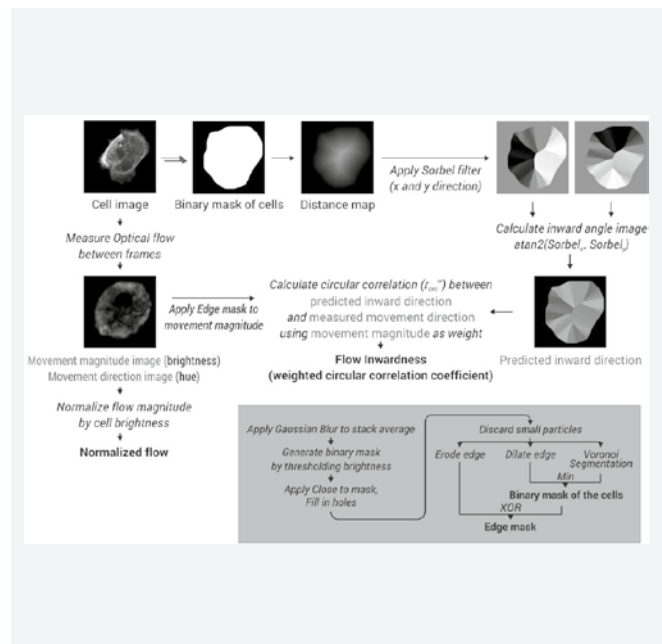 Cell image
Binary mask of cells
Distance map
Apply Sorbel filter
(x and y direction)
Measure Optical flow
between frames
Calculate inward angle image
atan2(Sorbelₓ, Sorbelᵧ)
Apply Edge mask to
movement magnitude
Calculate circular correlation
between
predicted inward direction
and measured movement direction
using movement magnitude as weight
Flow Inwardness
(weighted circular correlation coefficient)
Predicted inward direction
Movement magnitude image (brightness)
Movement direction image (hue)
Normalize flow magnitude
by cell brightness
Normalized flow
Apply Gaussian Blur to stack average
Generate binary mask
by thresholding brightness
Apply Close to mask,
Fill in holes
Discard small particles
Erode edge
Dilate edge
Voronoi
Segmentation
Min
Binary mask of the cells
XOR
Edge mask